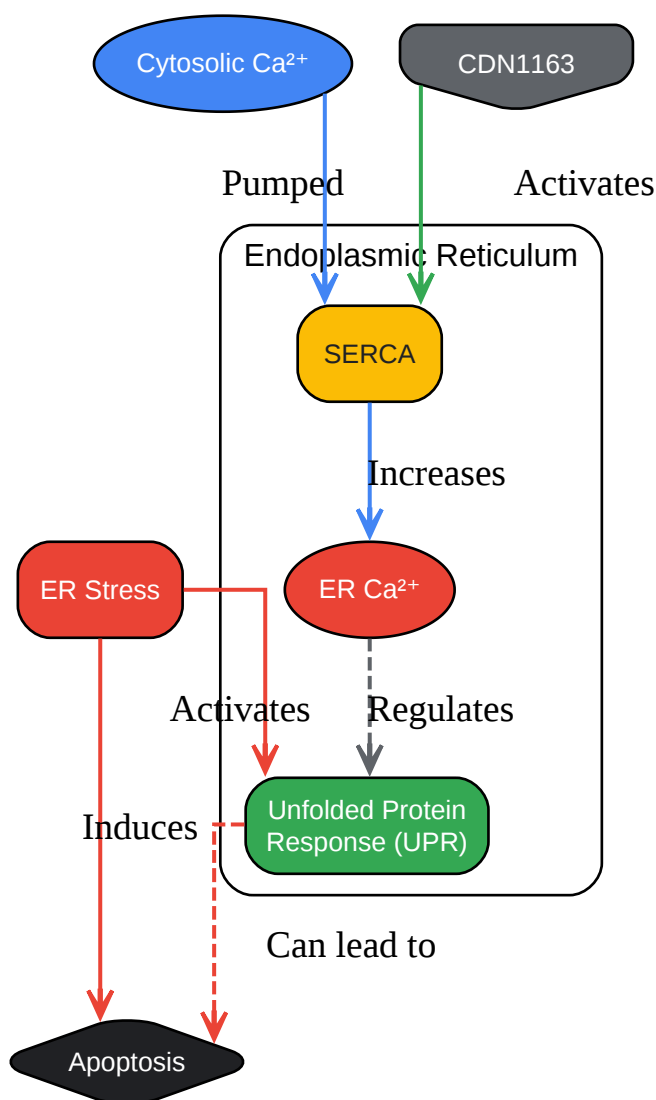 Cytosolic Ca²⁺
CDN1163
Pumped
Activates
Endoplasmic Reticulum
SERCA
Increases
ER Stress
ER Ca²⁺
Activates
Regulates
Unfolded Protein
Response (UPR)
Induces
Can lead to
Apoptosis